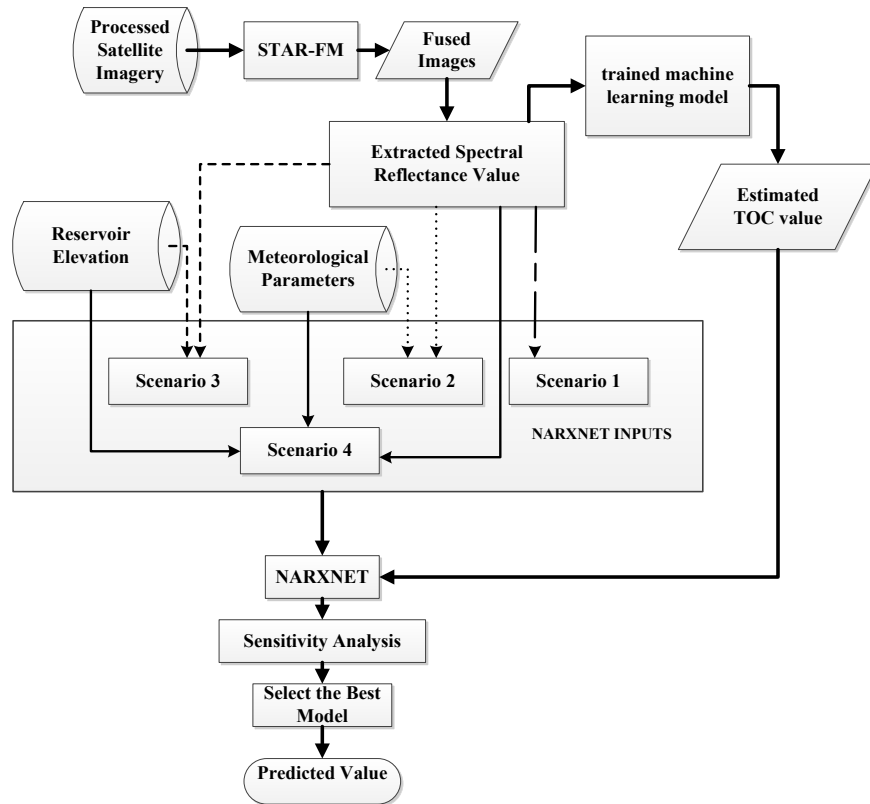 Processed
Satellite
Imagery
STAR-FM
Fused
Images
trained machine
learning model
Extracted Spectral
Reflectance Value
Estimated
TOC value
Reservoir
Elevation
Meteorological
Parameters
Scenario 3
Scenario 2
Scenario 1
Scenario 4
NARXNET INPUTS
NARXNET
Sensitivity Analysis
Select the Best
Model
Predicted Value